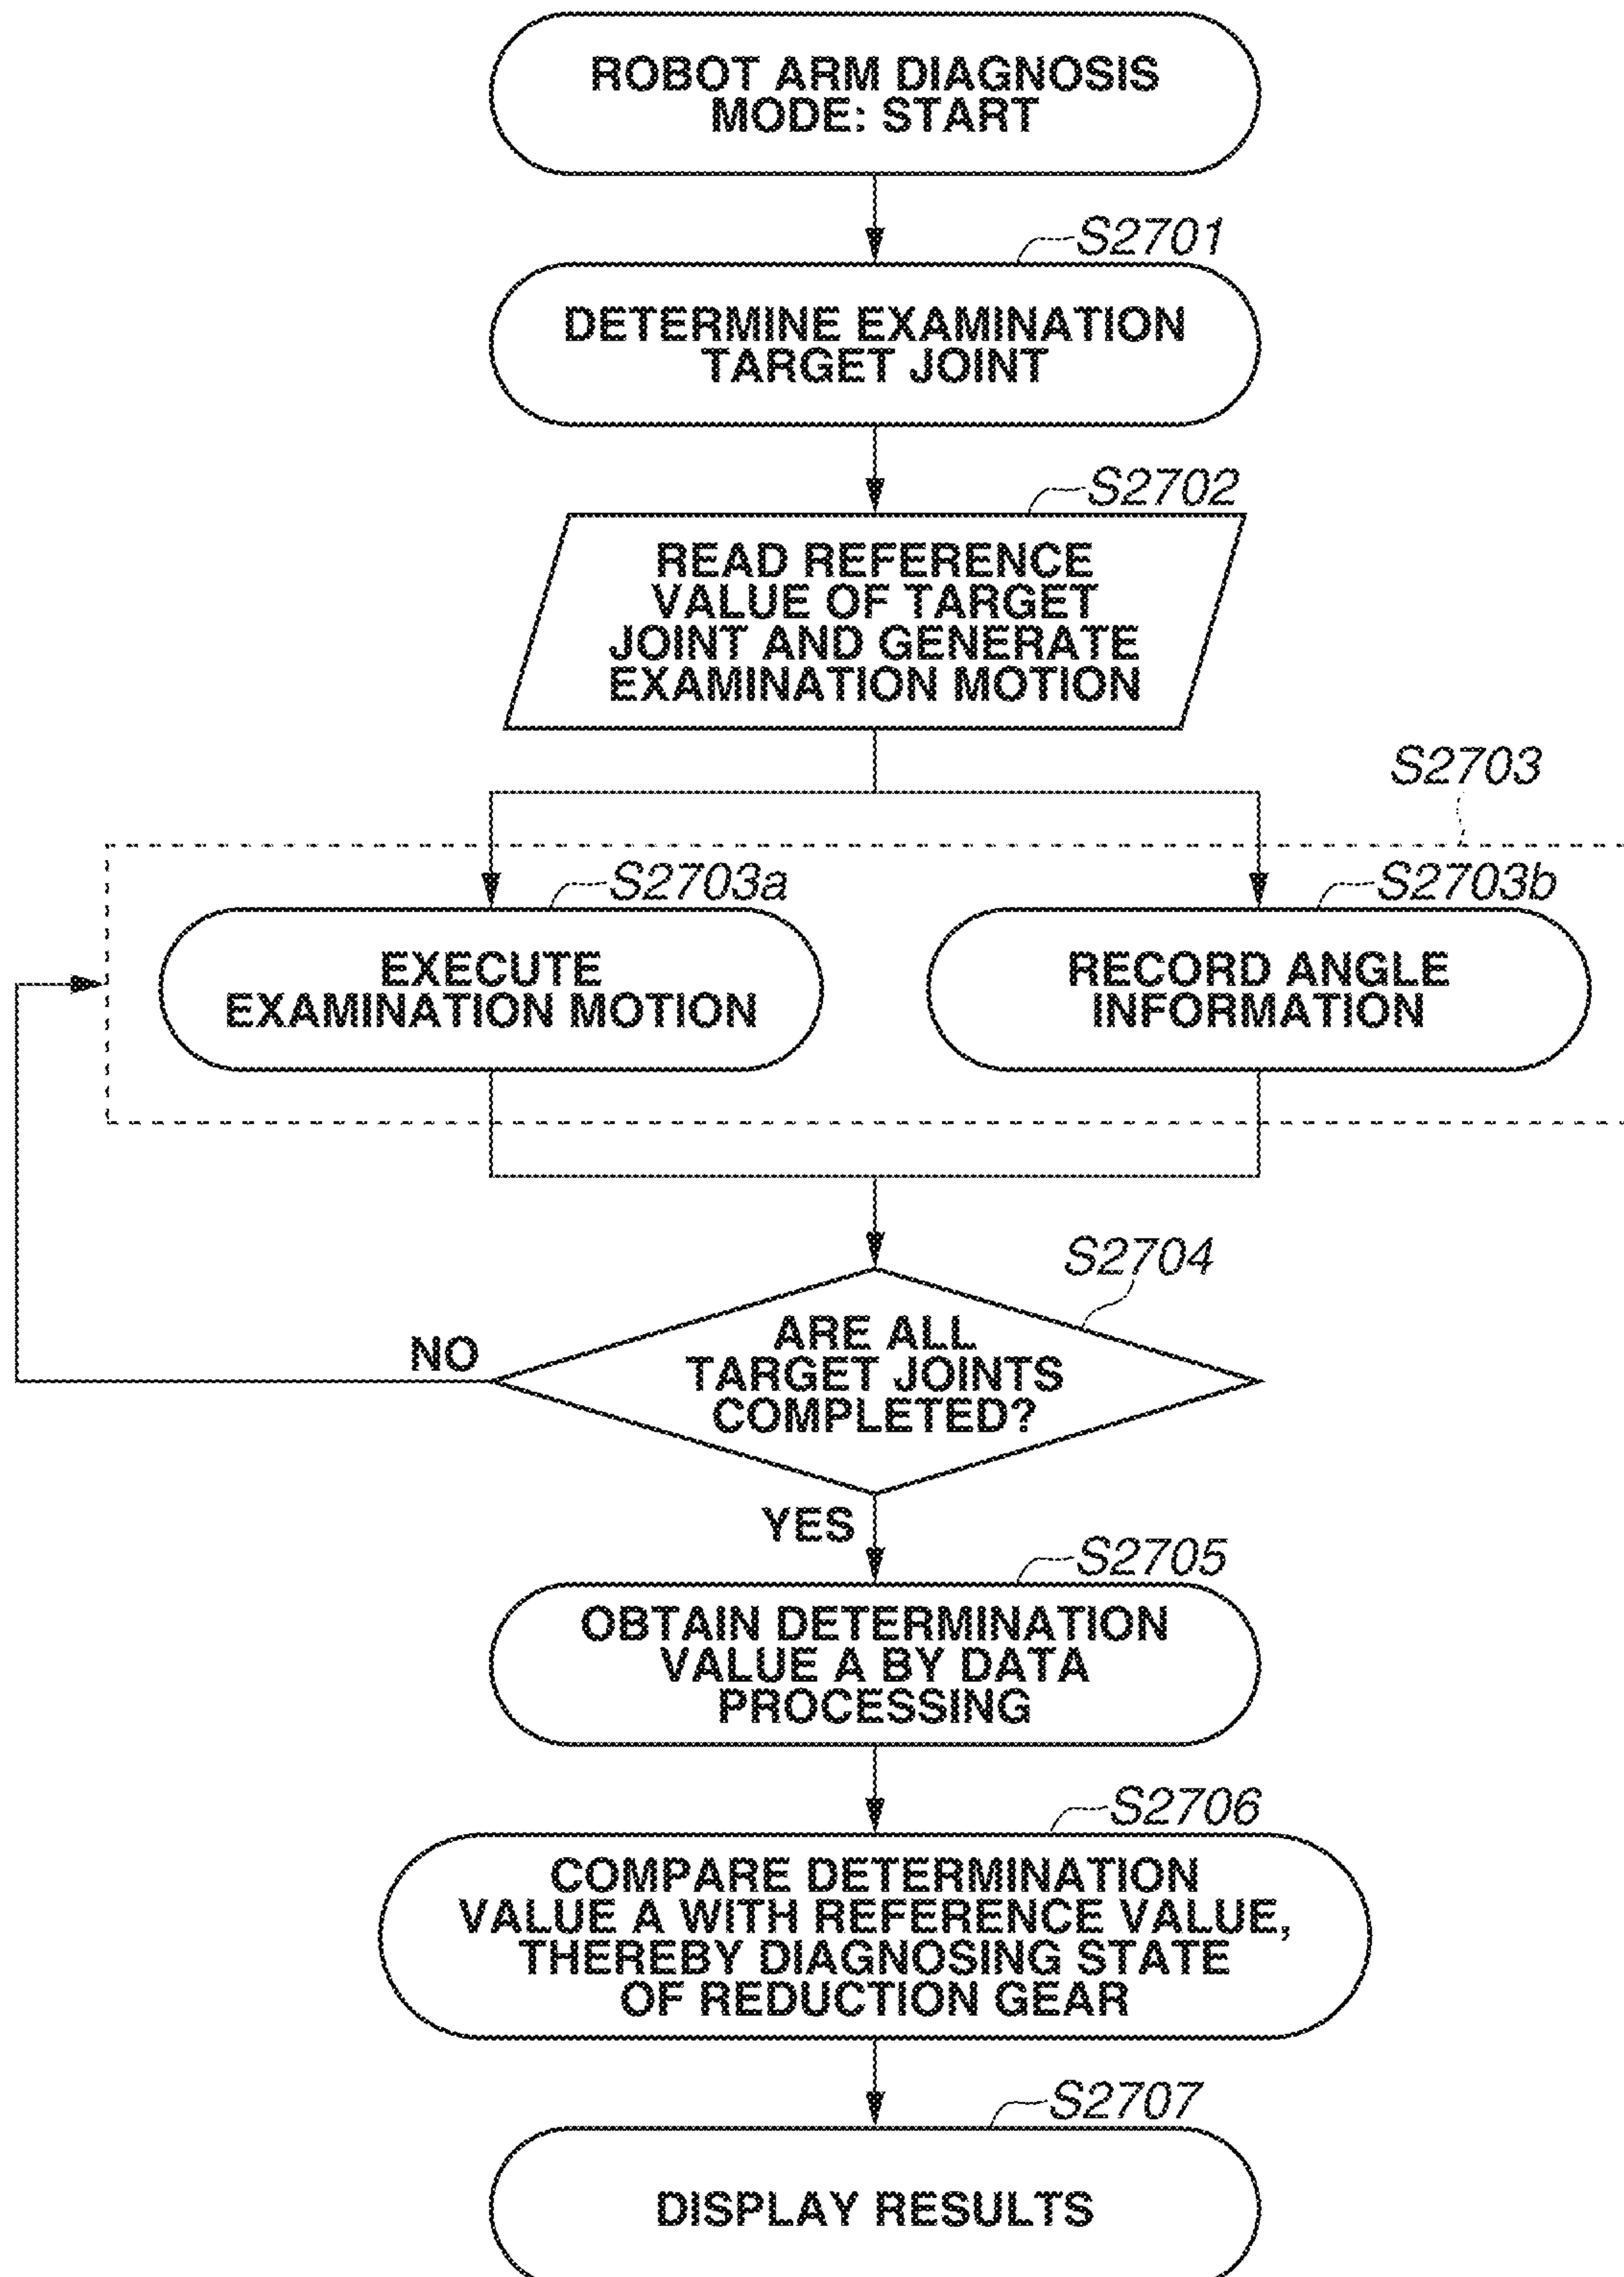 ROBOT ARM DIAGNOSIS
MODE: START
S2701
DETERMINE EXAMINATION
TARGET JOINT
S2702
READ REFERENCE
VALUE OF TARGET
JOINT AND GENERATE
EXAMINATION MOTION
S2703
S2703a
EXECUTE
EXAMINATION MOTION
S2703b
RECORD ANGLE
INFORMATION
S2704
ARE ALL
TARGET JOINTS
COMPLETED?
NO
YES
S2705
OBTAIN DETERMINATION
VALUE A BY DATA
PROCESSING
S2706
COMPARE DETERMINATION
VALUE A WITH REFERENCE VALUE,
THEREBY DIAGNOSING STATE
OF REDUCTION GEAR
S2707
DISPLAY RESULTS